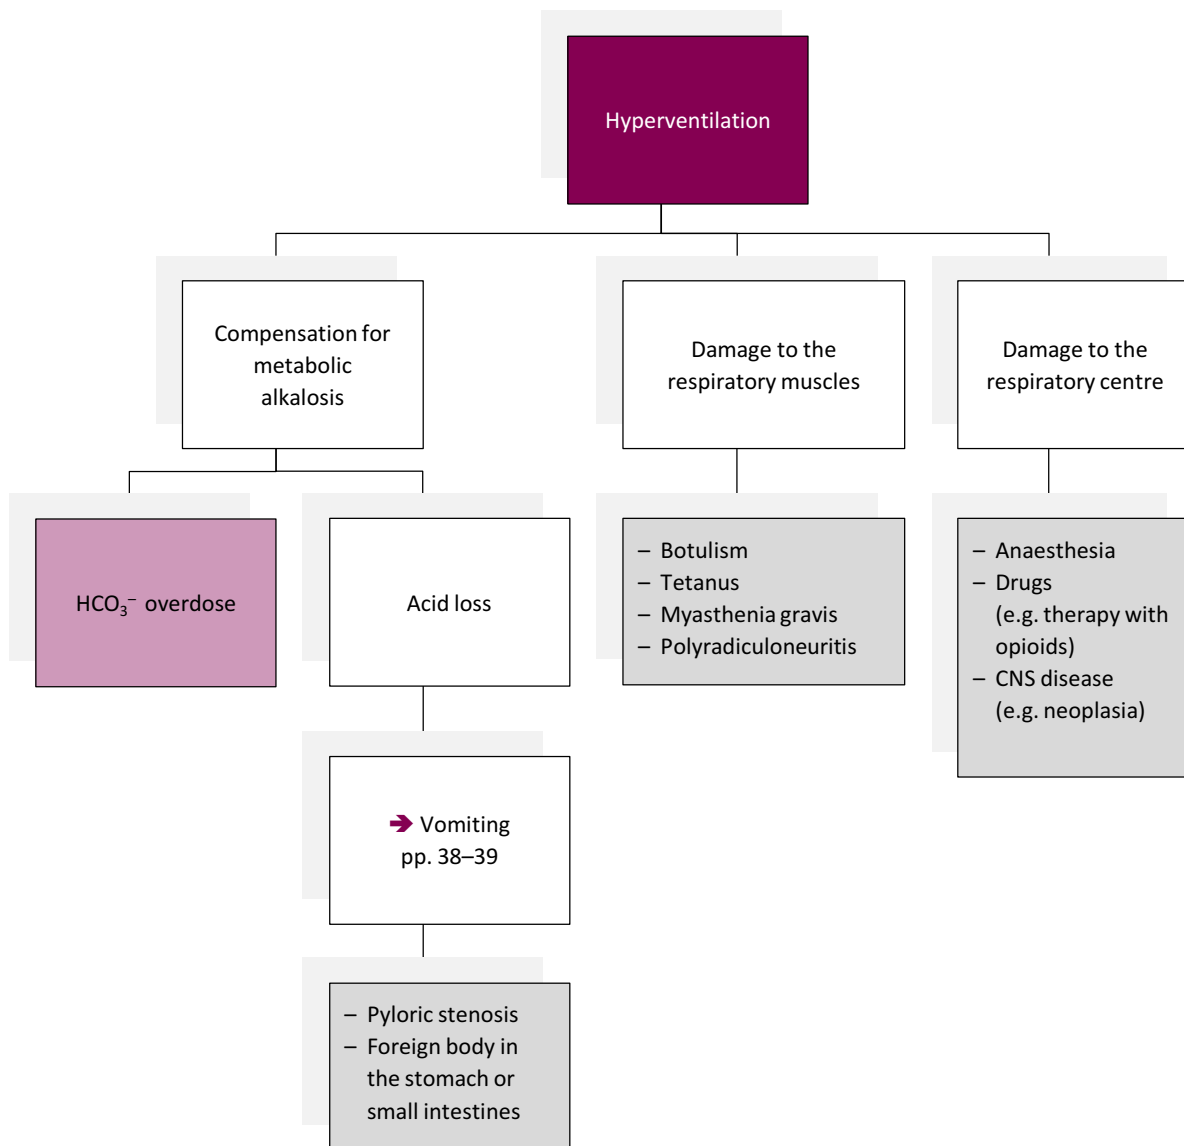 Hyperventilation
Compensation for
metabolic
alkalosis
Damage to the
respiratory muscles
Damage to the
respiratory centre
HCO₃⁻ overdose
Acid loss
– Botulism
– Tetanus
– Myasthenia gravis
– Polyradiculoneuritis
– Anaesthesia
– Drugs
(e.g. therapy with
opioids)
– CNS disease
(e.g. neoplasia)
➔ Vomiting
pp. 38–39
– Pyloric stenosis
– Foreign body in
the stomach or
small intestines